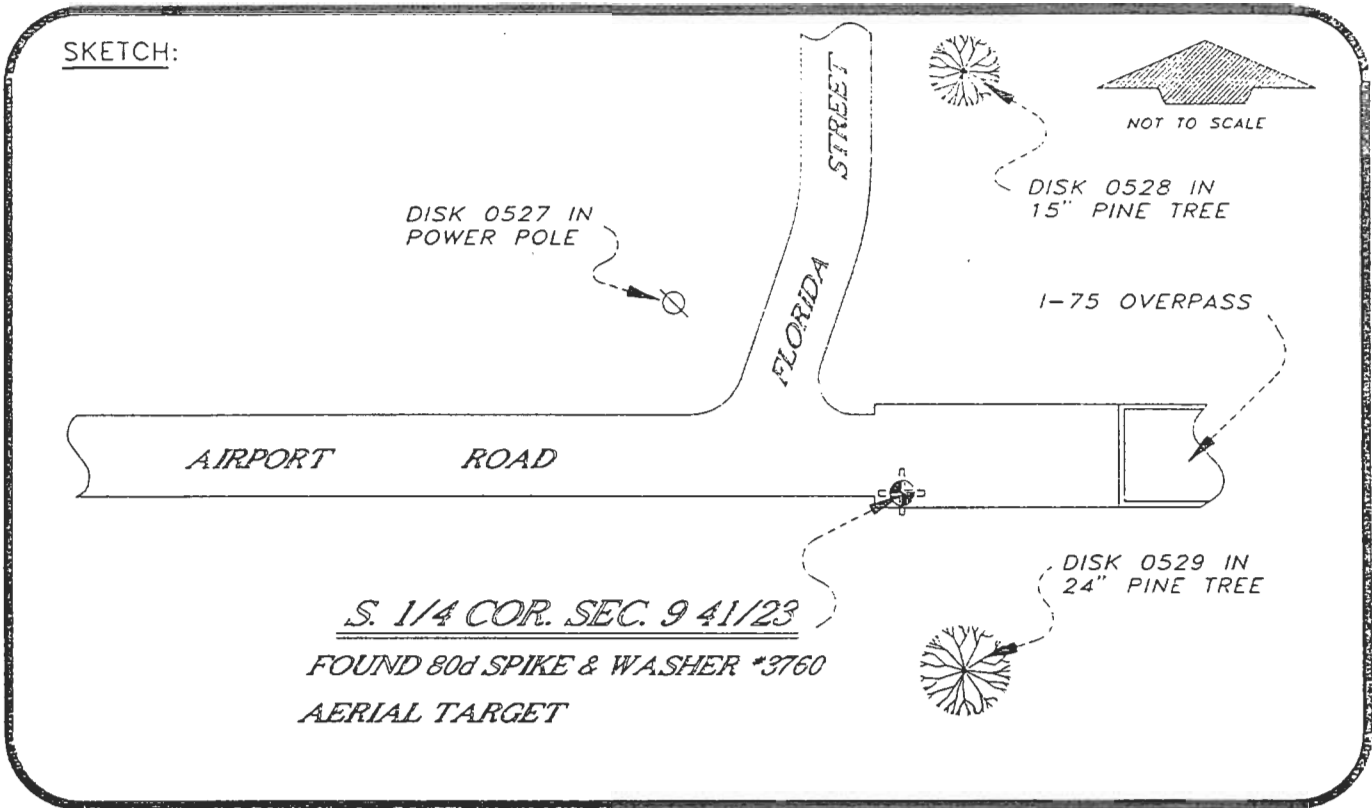 SKETCH:
NOT TO SCALE
STREET
FLORIDA
DISK 0528 IN
15" PINE TREE
DISK 0527 IN
POWER POLE
I-75 OVERPASS
AIRPORT ROAD
DISK 0529 IN
24" PINE TREE
S. 1/4 COR. SEC. 9 41/23
FOUND 80d SPIKE & WASHER #3760
AERIAL TARGET